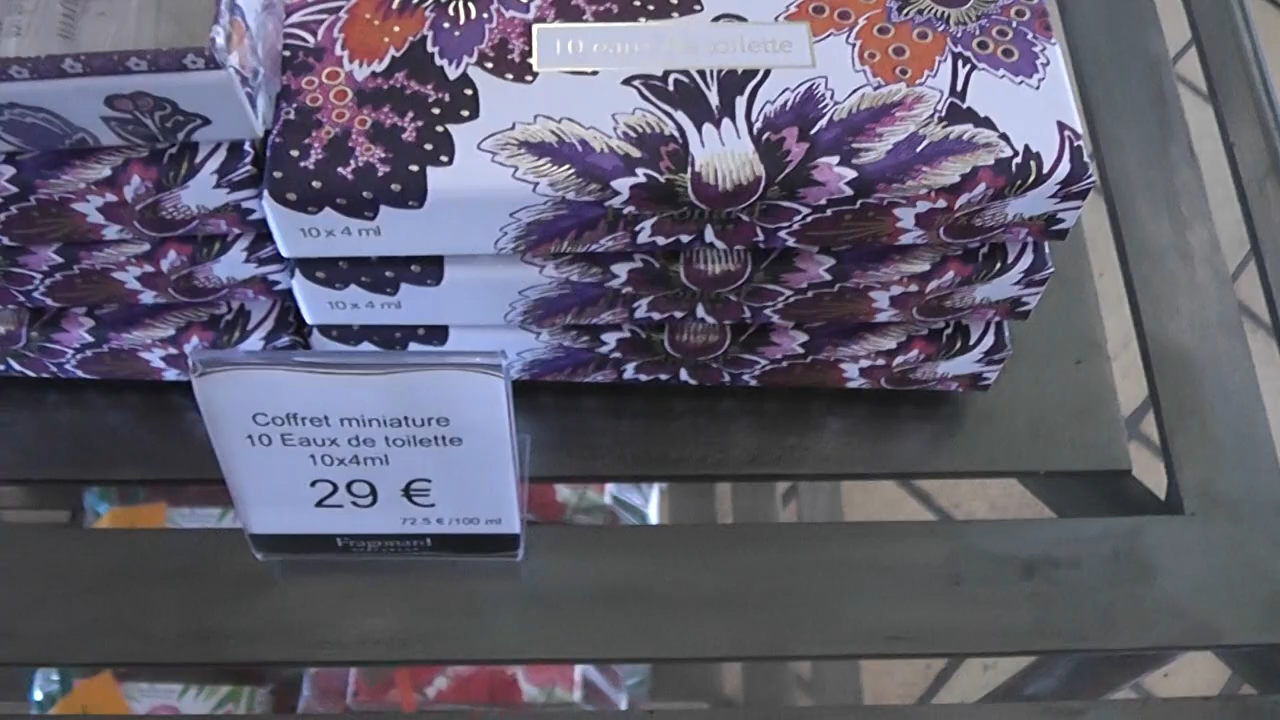 10 eaux de toilette
10 x 4 ml
10 x 4 ml
Coffret miniature
10 Eaux de toilette
10x4ml
29 €
72.5 €/100 ml
Fragonard